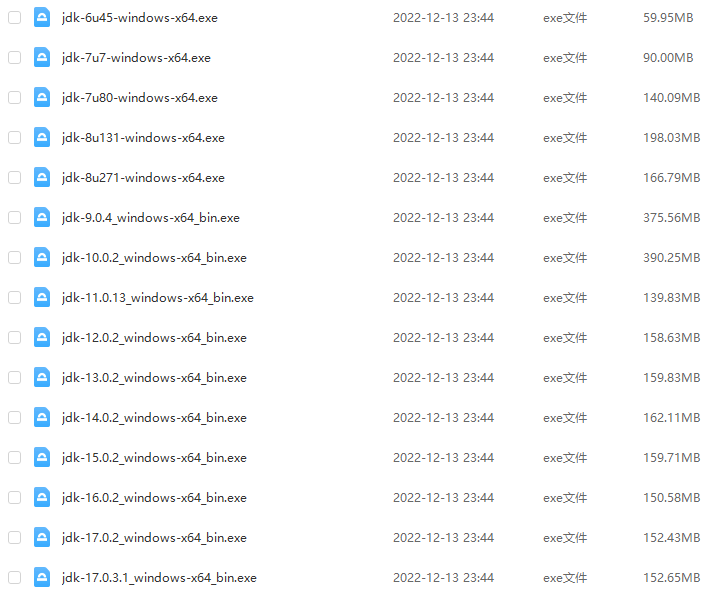 jdk-6u45-windows-x64.exe 2022-12-13 23:44 exe文件 59.95MB
jdk-7u7-windows-x64.exe 2022-12-13 23:44 exe文件 90.00MB
jdk-7u80-windows-x64.exe 2022-12-13 23:44 exe文件 140.09MB
jdk-8u131-windows-x64.exe 2022-12-13 23:44 exe文件 198.03MB
jdk-8u271-windows-x64.exe 2022-12-13 23:44 exe文件 166.79MB
jdk-9.0.4_windows-x64_bin.exe 2022-12-13 23:44 exe文件 375.56MB
jdk-10.0.2_windows-x64_bin.exe 2022-12-13 23:44 exe文件 390.25MB
jdk-11.0.13_windows-x64_bin.exe 2022-12-13 23:44 exe文件 139.83MB
jdk-12.0.2_windows-x64_bin.exe 2022-12-13 23:44 exe文件 158.63MB
jdk-13.0.2_windows-x64_bin.exe 2022-12-13 23:44 exe文件 159.83MB
jdk-14.0.2_windows-x64_bin.exe 2022-12-13 23:44 exe文件 162.11MB
jdk-15.0.2_windows-x64_bin.exe 2022-12-13 23:44 exe文件 159.71MB
jdk-16.0.2_windows-x64_bin.exe 2022-12-13 23:44 exe文件 150.58MB
jdk-17.0.2_windows-x64_bin.exe 2022-12-13 23:44 exe文件 152.43MB
jdk-17.0.3.1_windows-x64_bin.exe 2022-12-13 23:44 exe文件 152.65MB